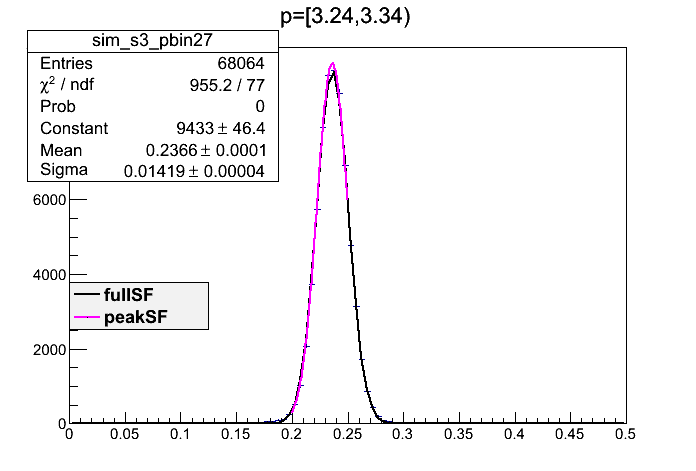 p=[3.24,3.34)
sim_s3_pbin27
Entries 68064
χ² / ndf 955.2 / 77
Prob 0
Constant 9433 ± 46.4
Mean 0.2366 ± 0.0001
Sigma 0.01419 ± 0.00004
6000
4000
fullSF
peakSF
2000
0
0 0.05 0.1 0.15 0.2 0.25 0.3 0.35 0.4 0.45 0.5